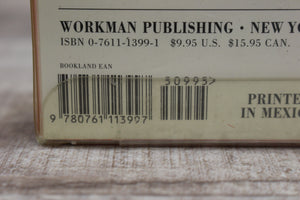 WORKMAN PUBLISHING · NEW YO
ISBN 0-7611-1399-1 $9.95 U.S. $15.95 CAN.
BOOKLAND EAN
50995>
9 780761 113997
PRINTE
IN MEXIC